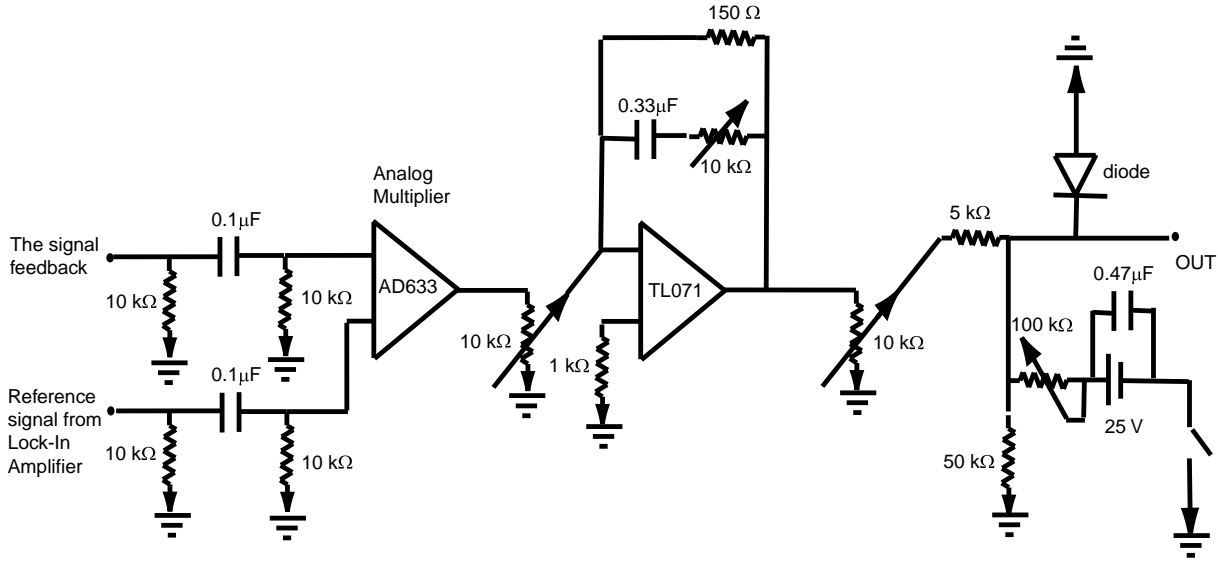 150 Ω
0.33μF
10 kΩ
Analog
Multiplier
diode
0.1μF
5 kΩ
The signal
feedback
OUT
AD633
TL071
0.47μF
10 kΩ
10 kΩ
10 kΩ
10 kΩ
100 kΩ
1 kΩ
0.1μF
Reference
signal from
Lock-In
Amplifier
25 V
10 kΩ
10 kΩ
50 kΩ